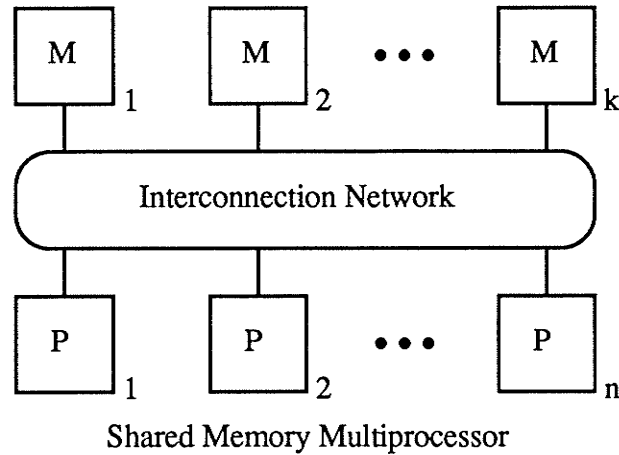 M M ••• M
1 2 k
Interconnection Network
P P ••• P
1 2 n
Shared Memory Multiprocessor